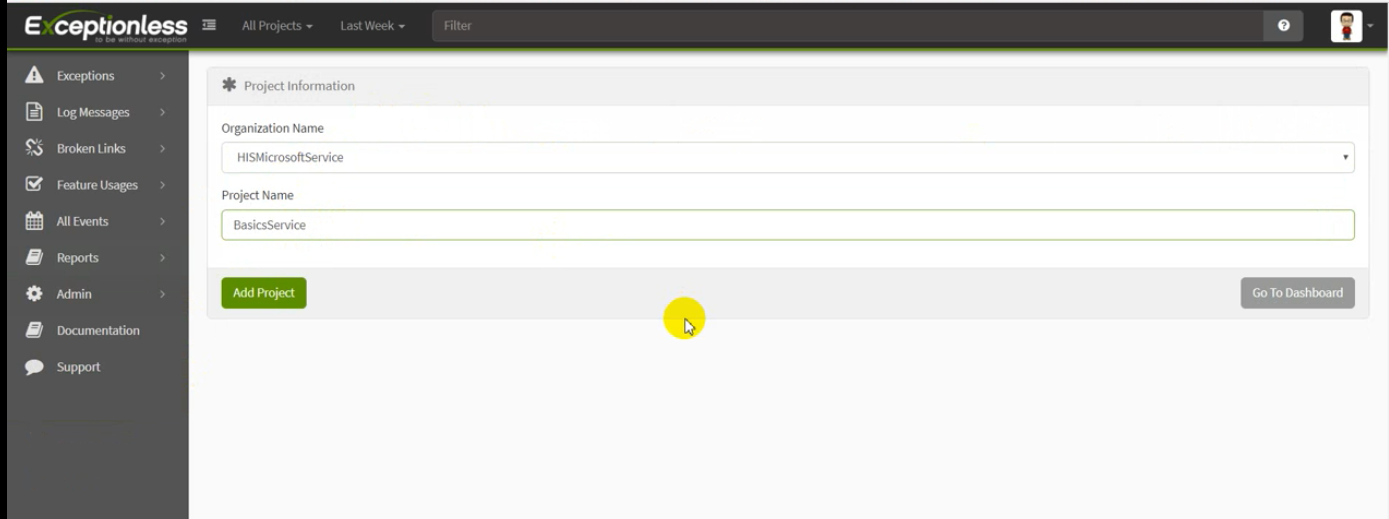 Exceptionless
to be without exception
All Projects
Last Week
Filter
Exceptions
Log Messages
Broken Links
Feature Usages
All Events
Reports
Admin
Documentation
Support
Project Information
Organization Name
HISMicrosoftService
Project Name
BasicsService
Add Project
Go To Dashboard